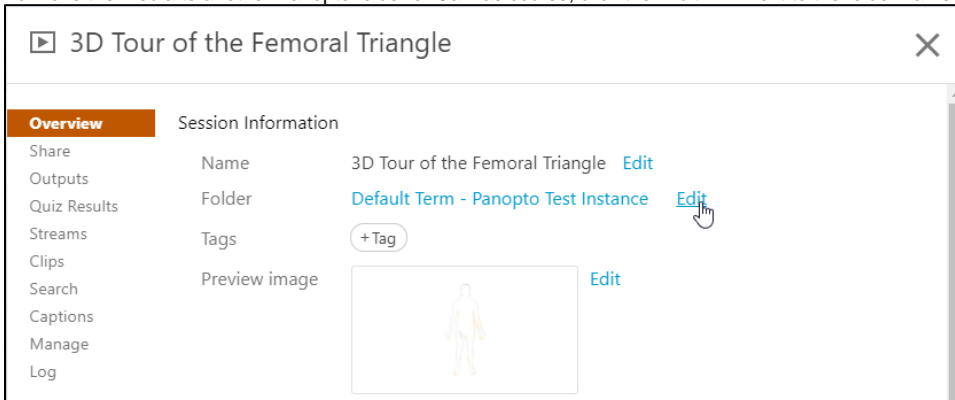 3D Tour of the Femoral Triangle
Overview
Share
Outputs
Quiz Results
Streams
Clips
Search
Captions
Manage
Log
Session Information
Name 3D Tour of the Femoral Triangle Edit
Folder Default Term - Panopto Test Instance Edit
Tags +Tag
Preview image Edit